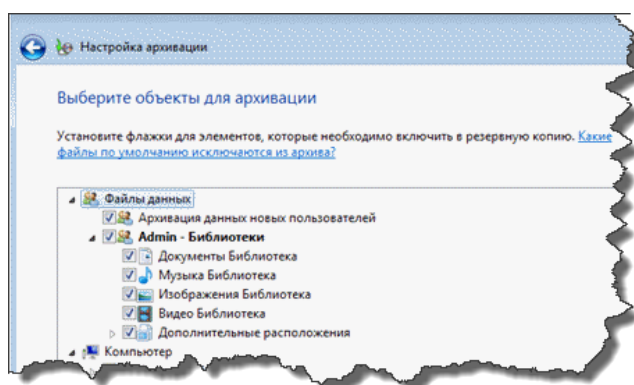 Настройка архивации
Выберите объекты для архивации
Установите флажки для элементов, которые необходимо включить в резервную копию. Какие
файлы по умолчанию исключаются из архива?
Файлы данных
Архивация данных новых пользователей
Admin - Библиотеки
Документы Библиотека
Музыка Библиотека
Изображения Библиотека
Видео Библиотека
Дополнительные расположения
Компьютер